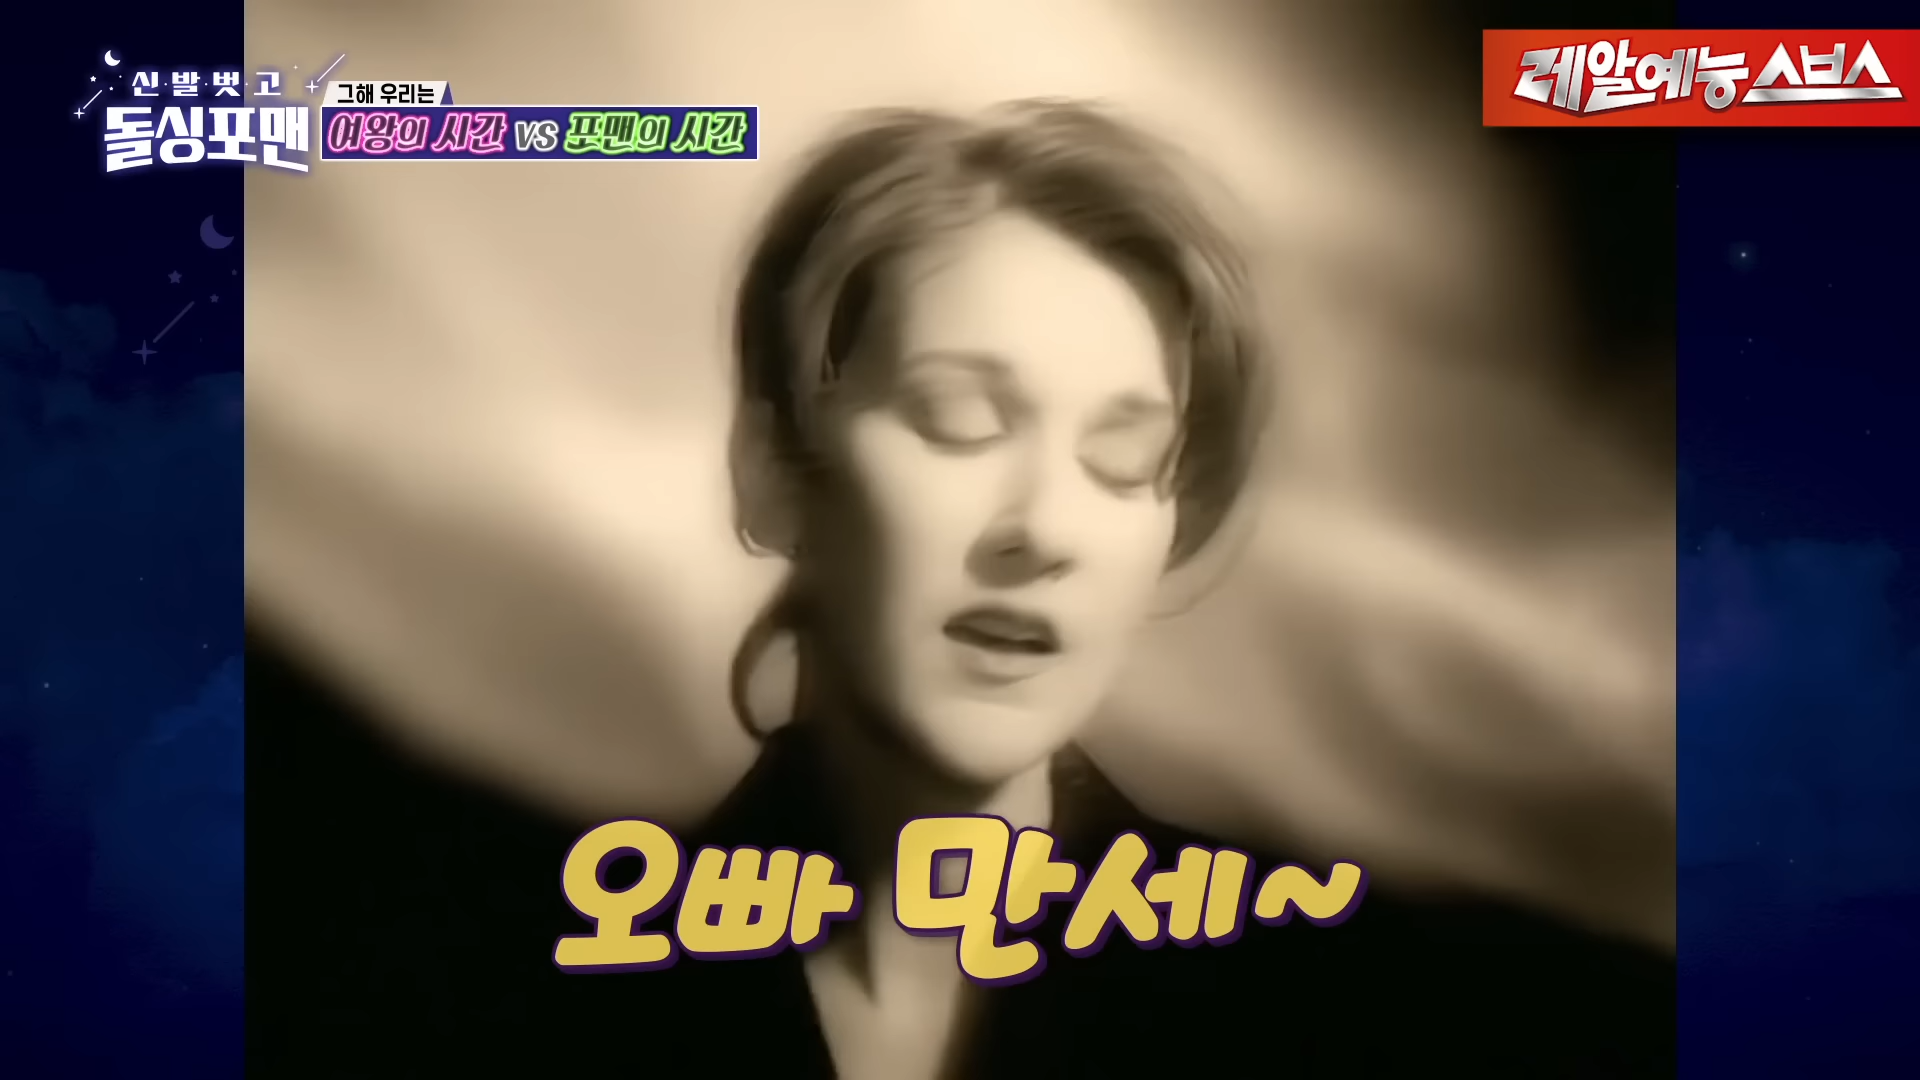 신·발·벗·고
돌싱포맨
그해 우리는
여왕의 시간 vs 포맨의 시간
레알예능 스브스
오빠 만세~